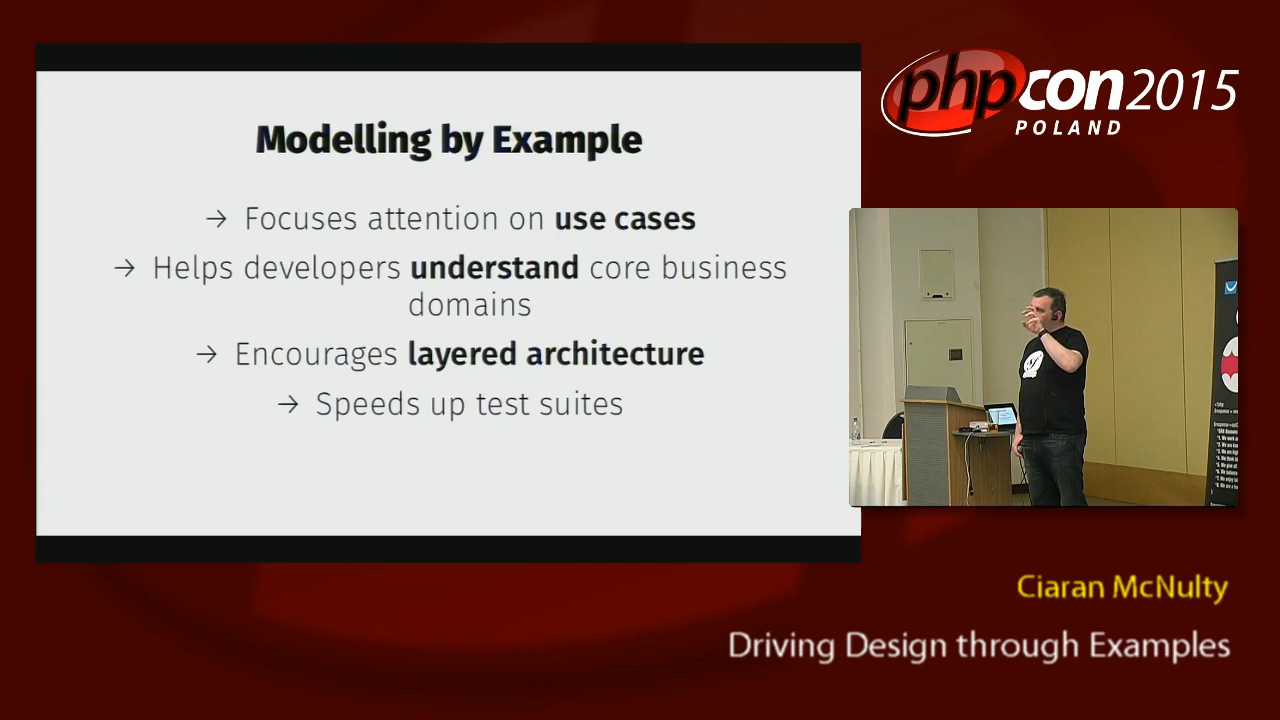 Modelling by Example
→ Focuses attention on use cases
→ Helps developers understand core business
domains
→ Encourages layered architecture
→ Speeds up test suites
phpcon2015
POLAND
Ciaran McNulty
Driving Design through Examples